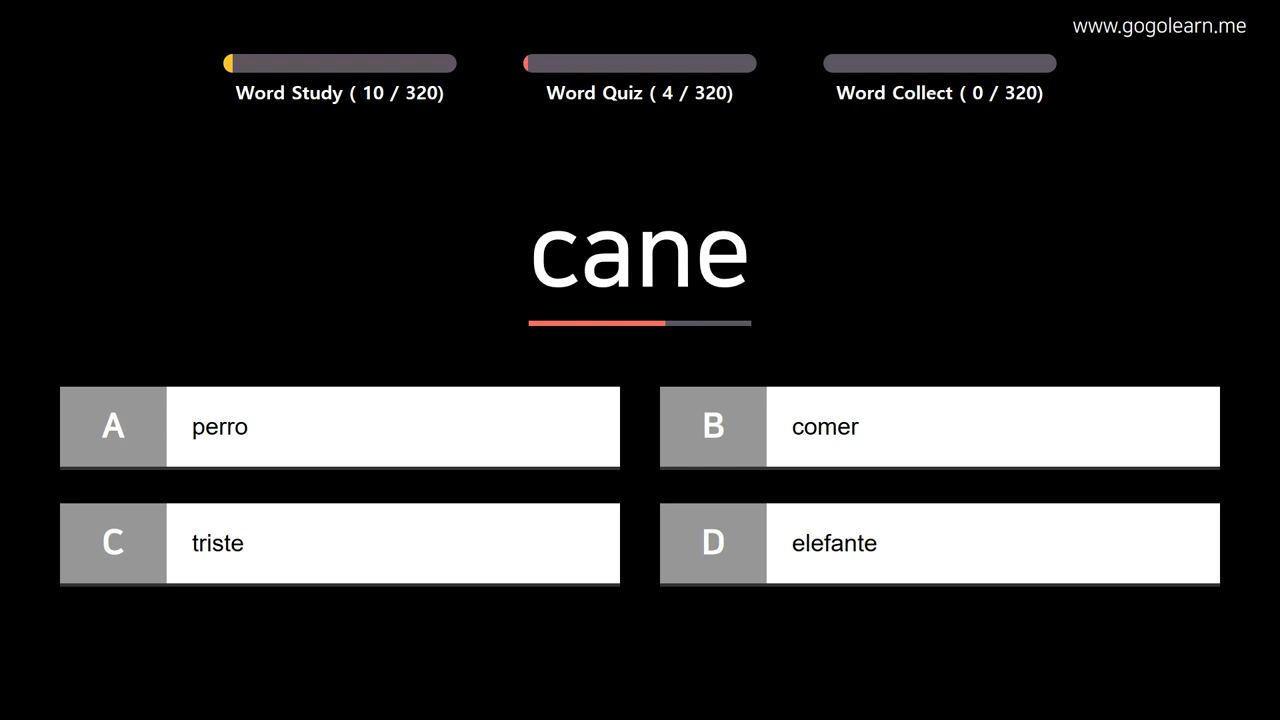 www.gogolearn.me
Word Study ( 10 / 320)
Word Quiz ( 4 / 320)
Word Collect ( 0 / 320)
cane
A perro
B comer
C triste
D elefante